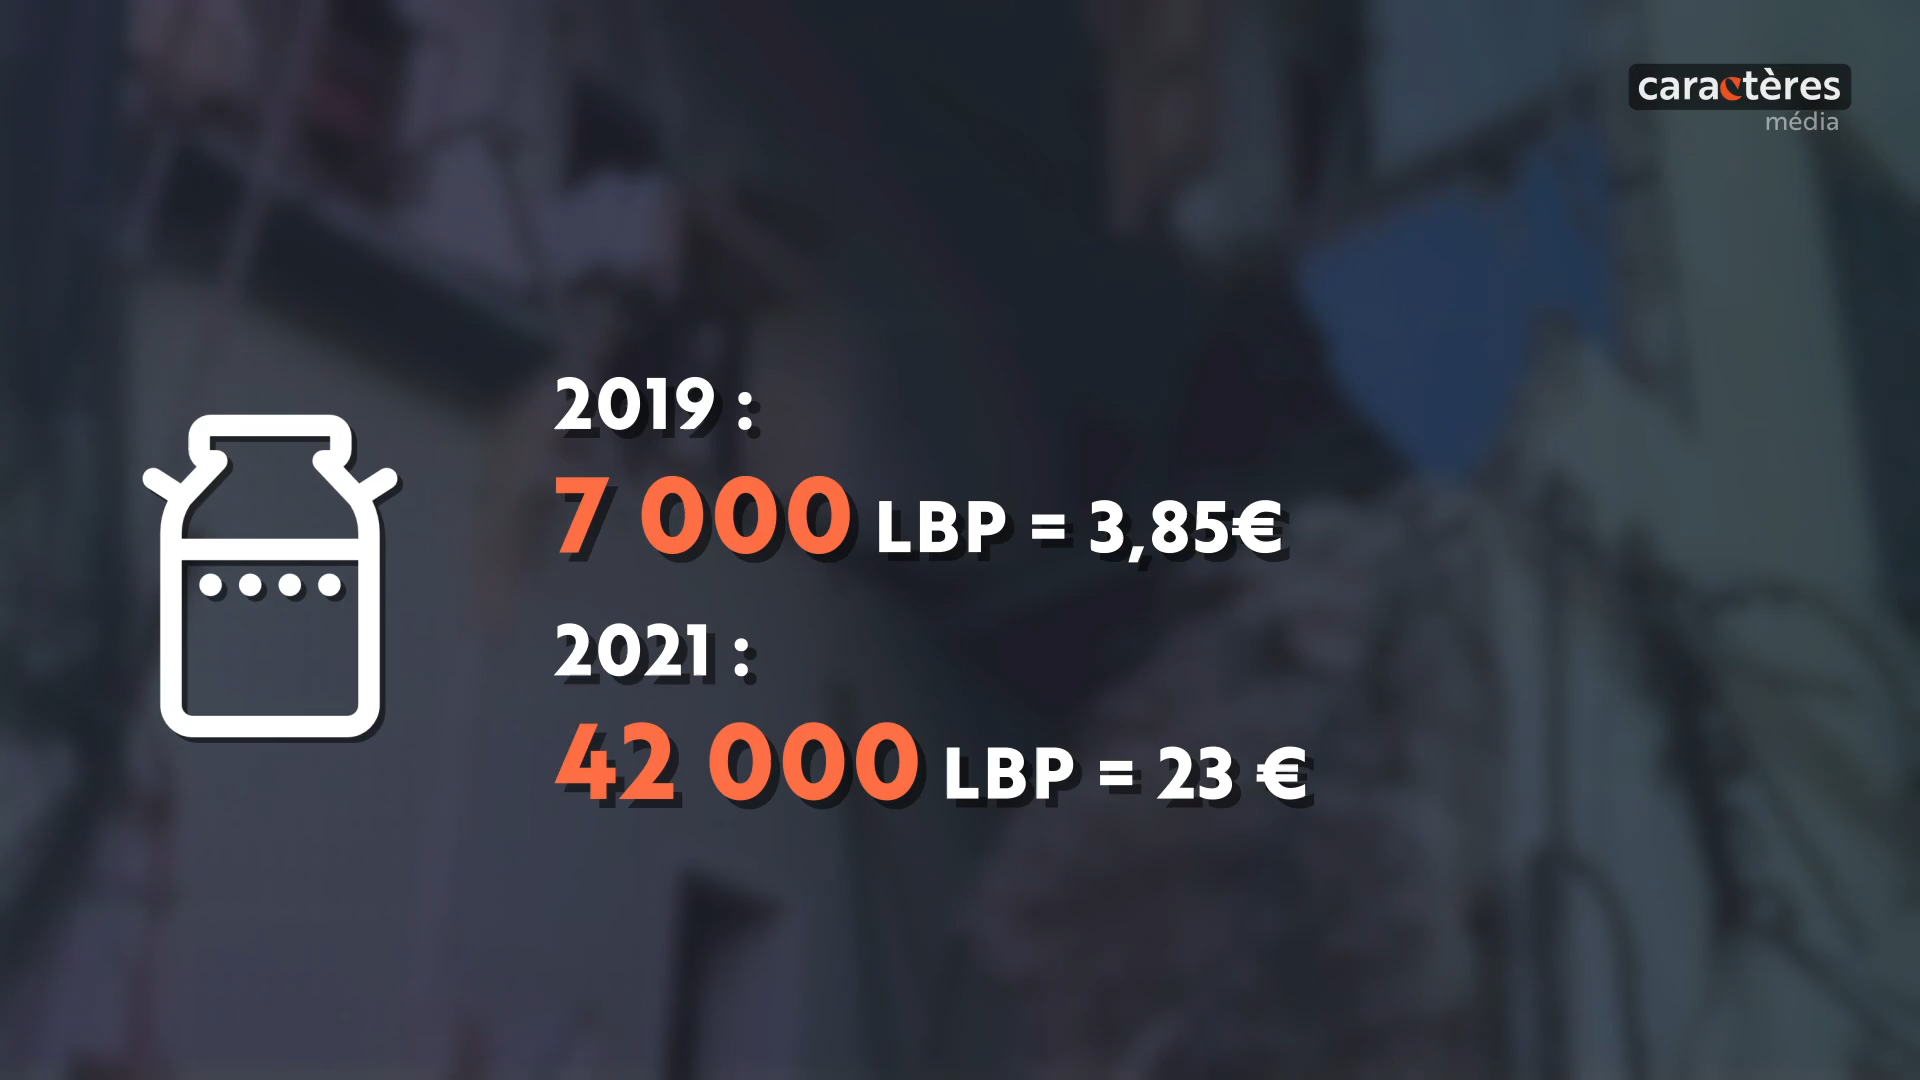 caractères
média
2019 :
7 000 LBP = 3,85€
2021 :
42 000 LBP = 23 €